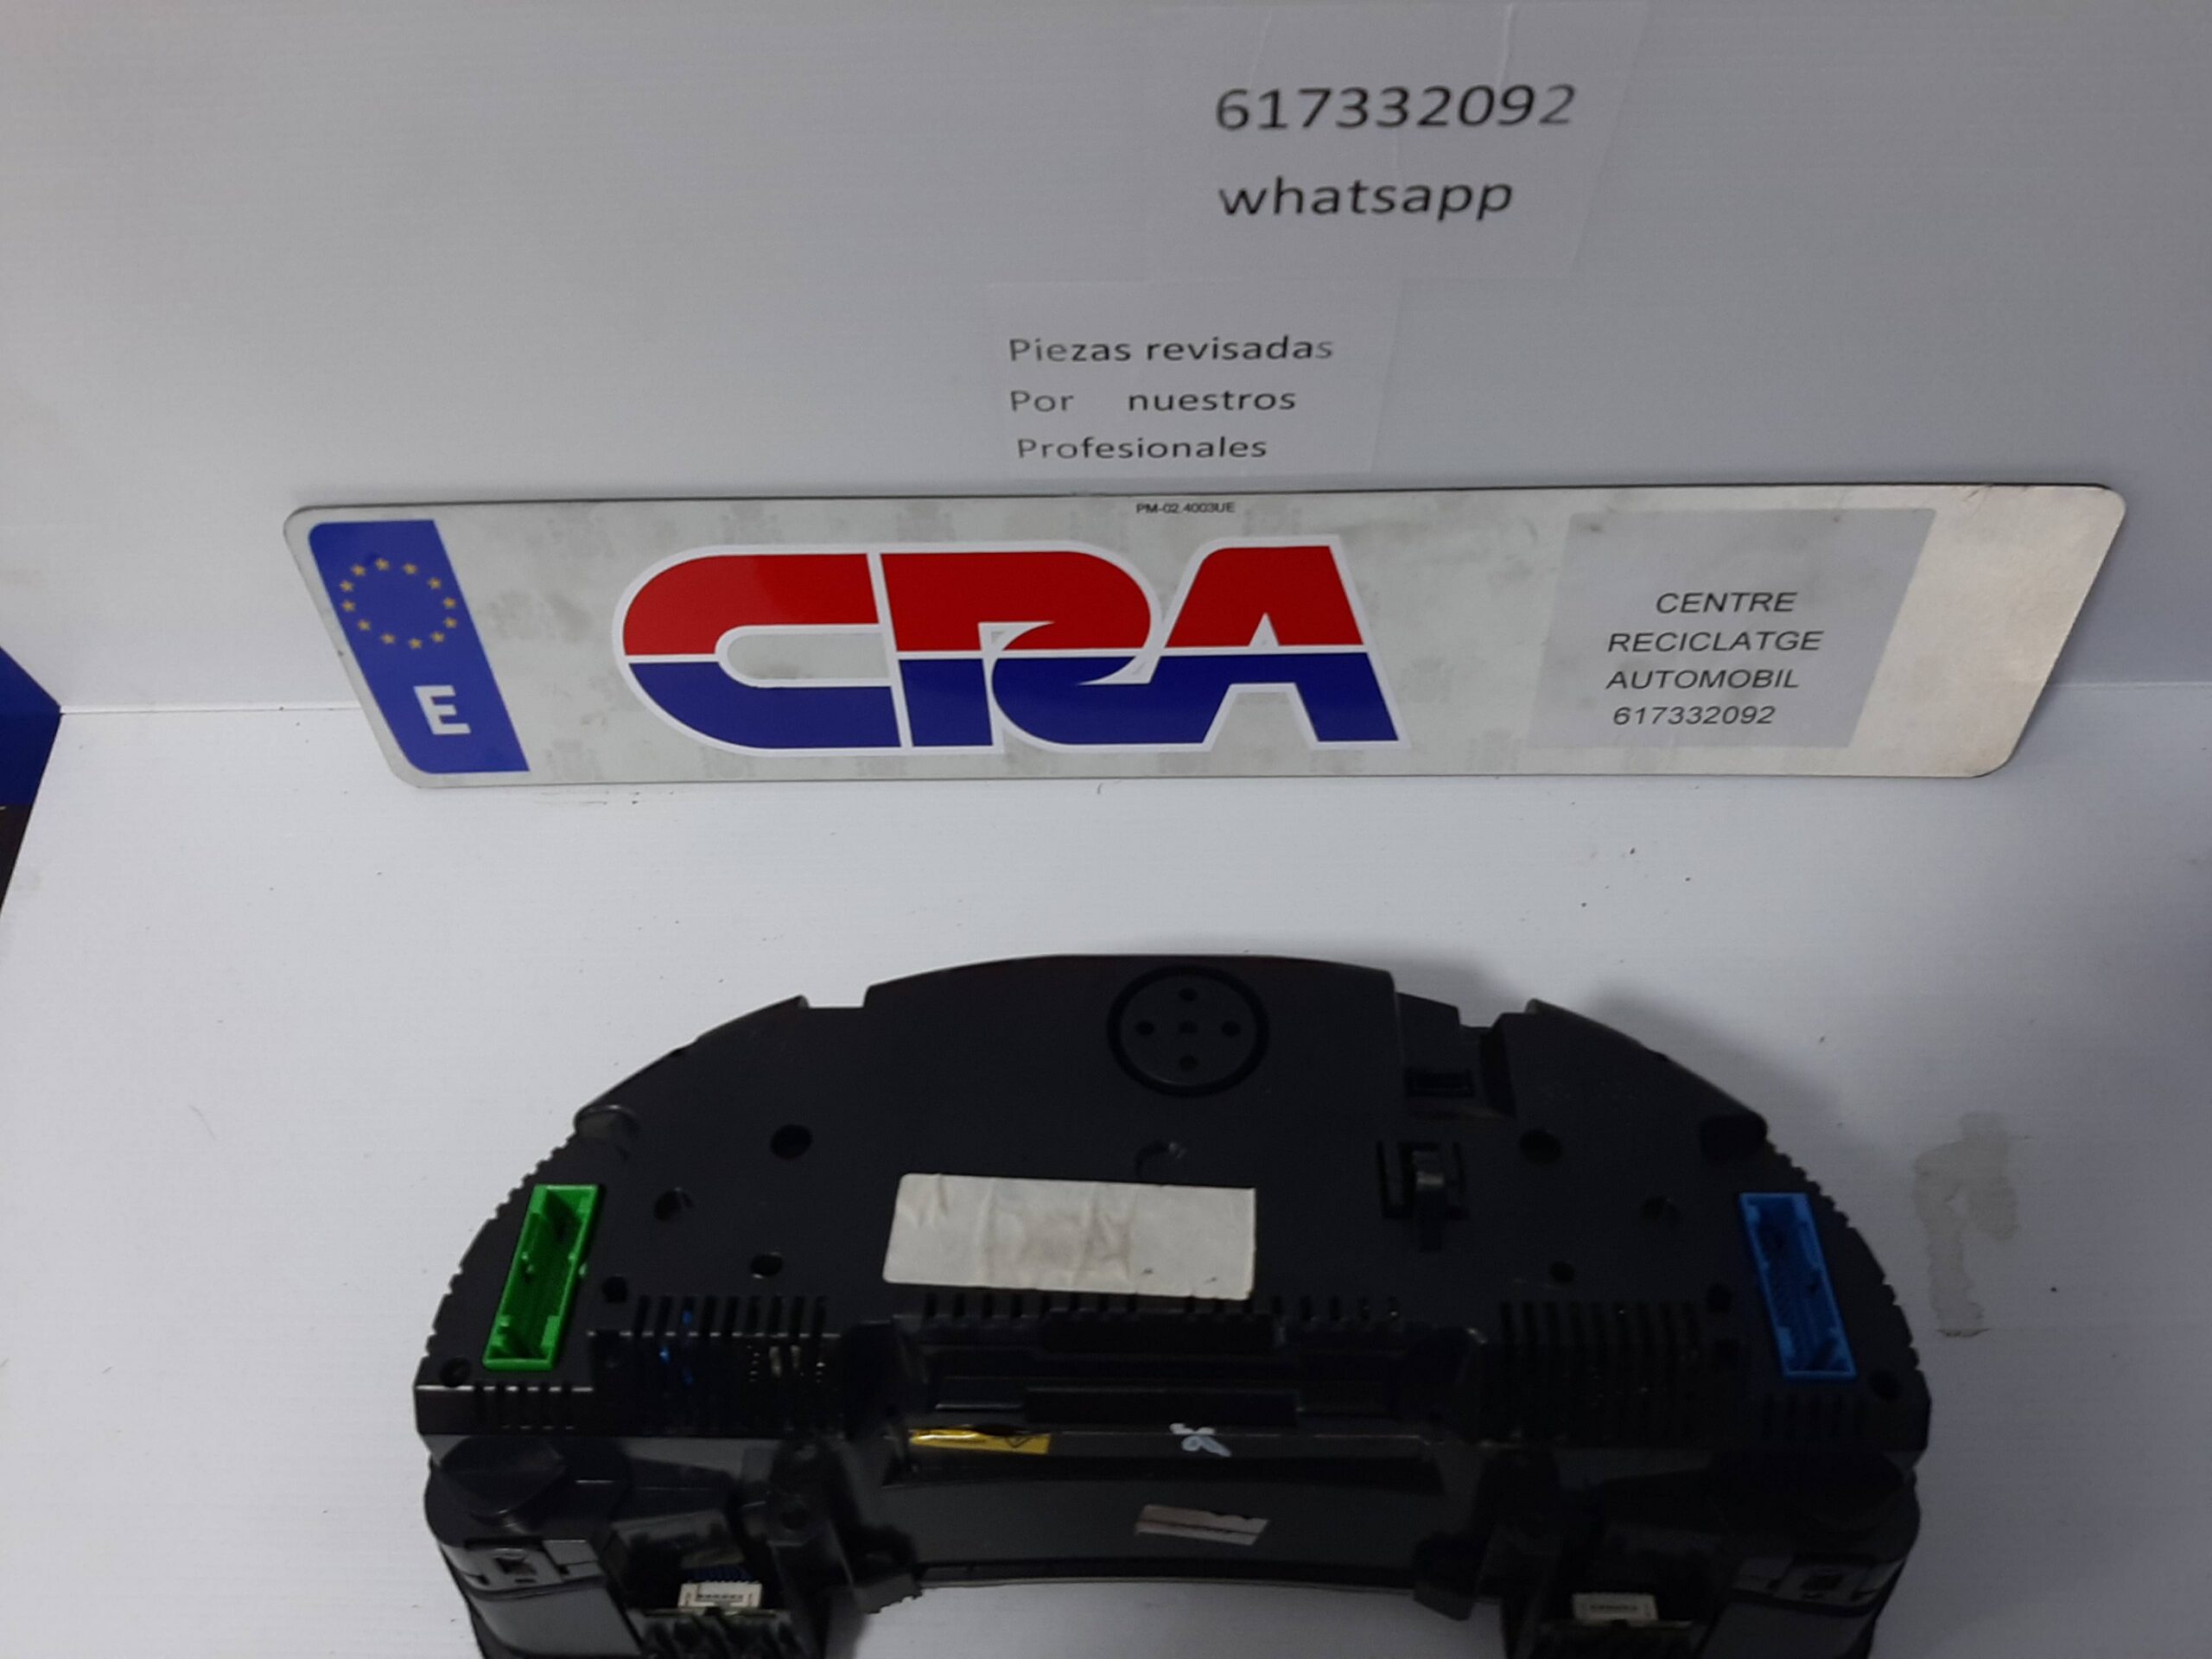 617332092
whatsapp
Piezas revisadas
Por nuestros
Profesionales
PM-02.4003UE
E
CRA
CENTRE
RECICLATGE
AUTOMOBIL
617332092